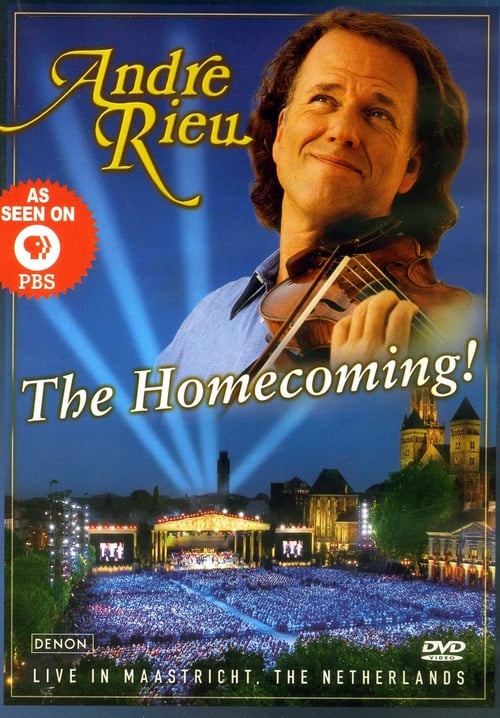 Andre
Rieu
AS
SEEN ON
PBS
The Homecoming!
DENON
DVD
VIDEO
LIVE IN MAASTRICHT, THE NETHERLANDS